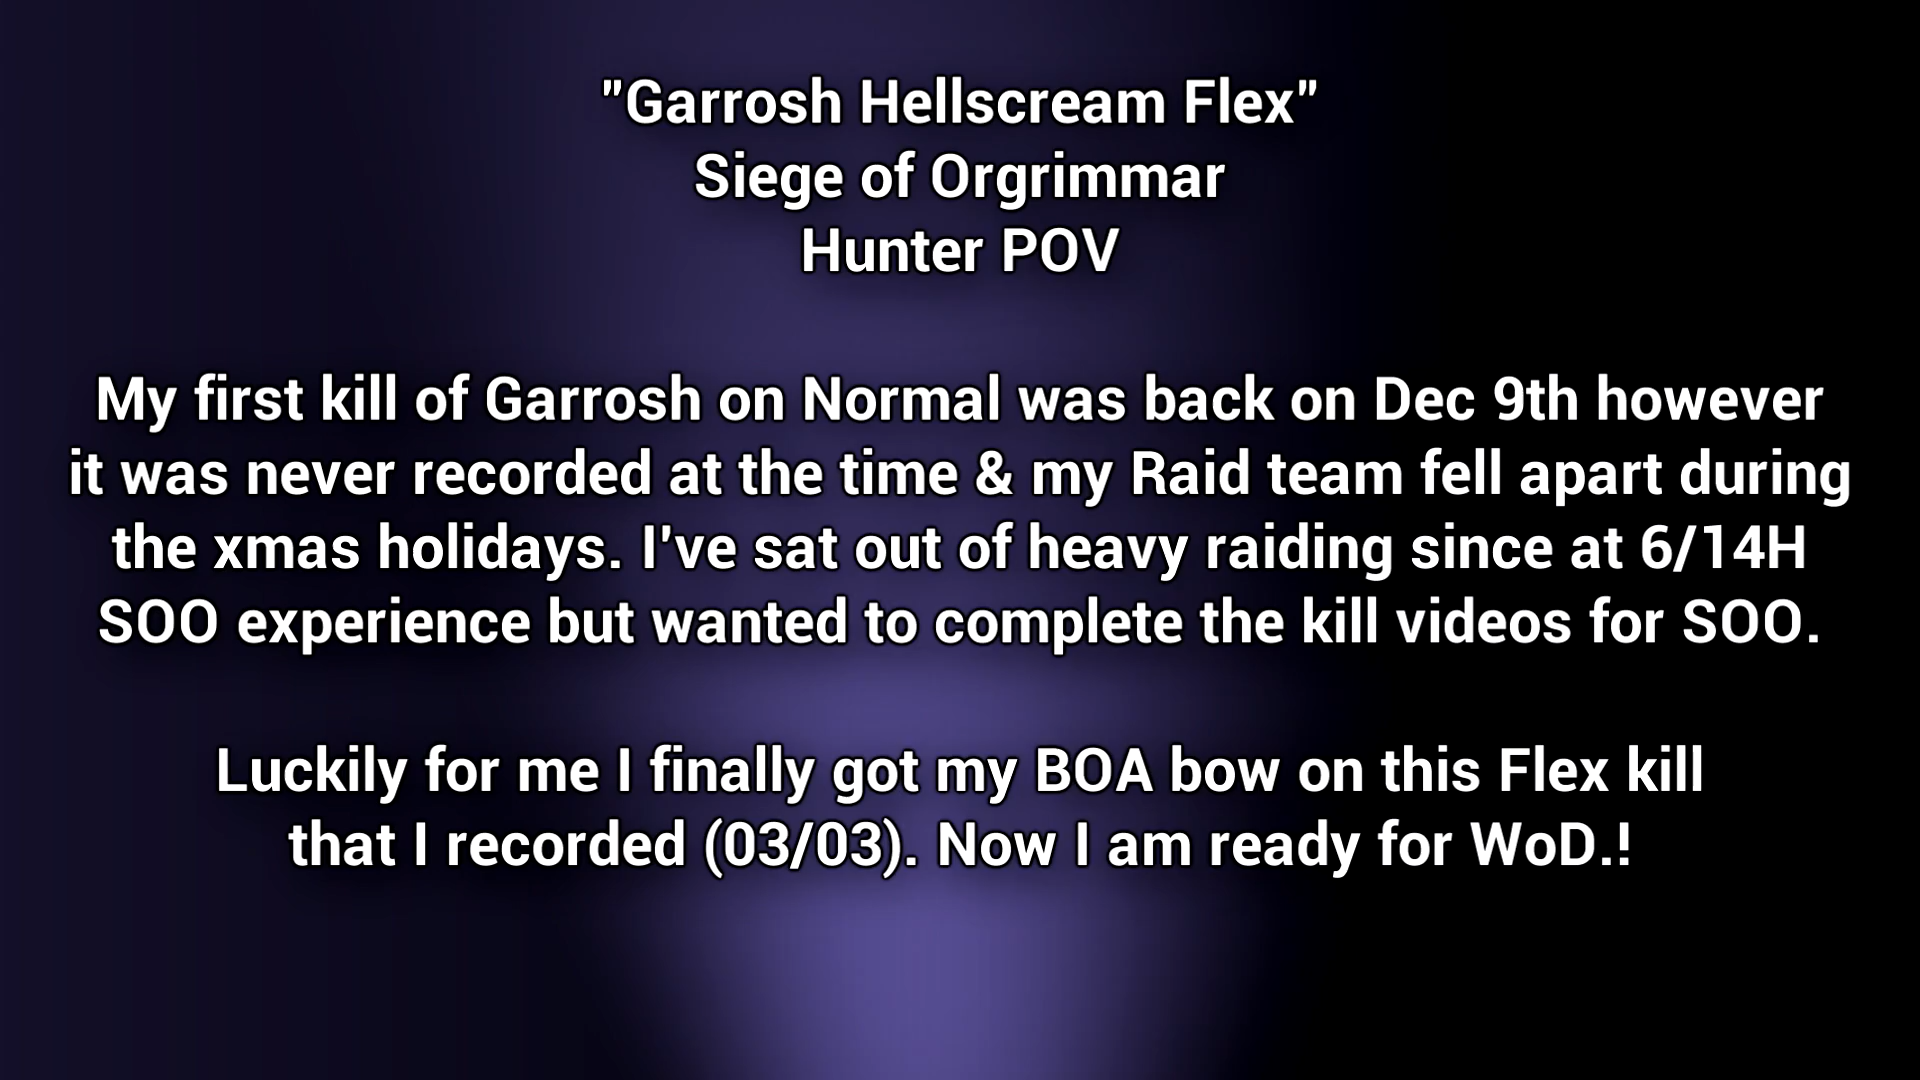 "Garrosh Hellscream Flex"
Siege of Orgrimmar
Hunter POV
My first kill of Garrosh on Normal was back on Dec 9th however
it was never recorded at the time & my Raid team fell apart during
the xmas holidays. I've sat out of heavy raiding since at 6/14H
SOO experience but wanted to complete the kill videos for SOO.
Luckily for me I finally got my BOA bow on this Flex kill
that I recorded (03/03). Now I am ready for WoD.!